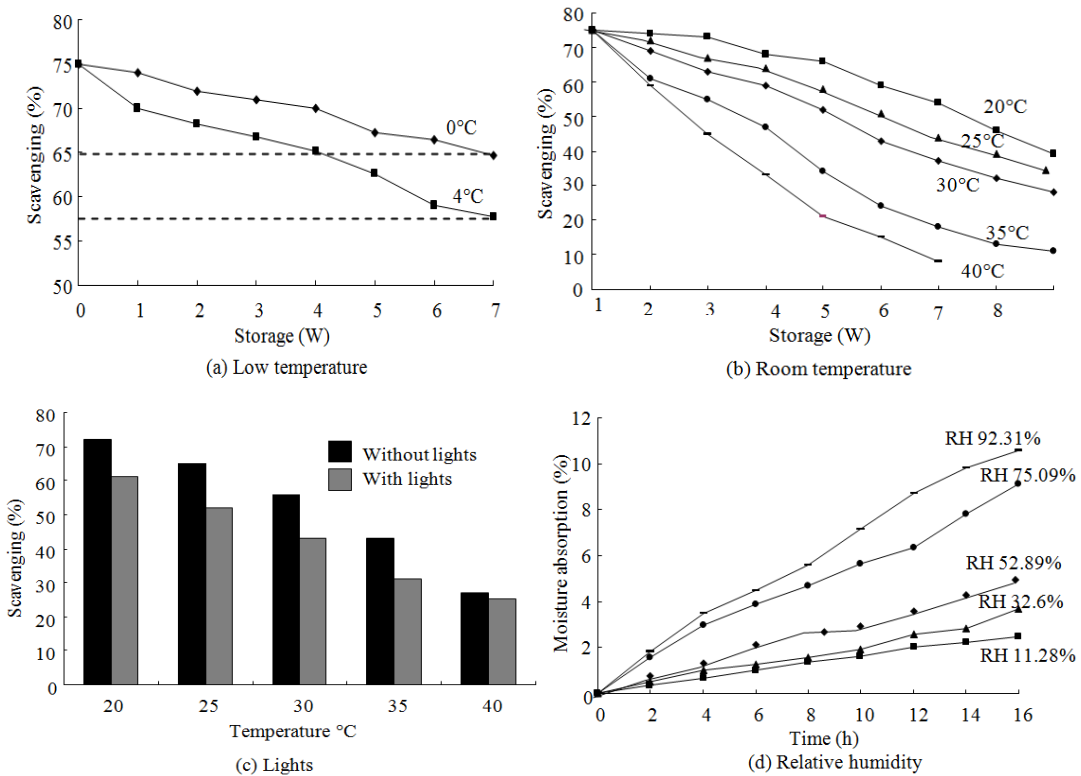 80
75
70
65
60
55
50
Scavenging (%)
0°C
4°C
0 1 2 3 4 5 6 7
Storage (W)
(a) Low temperature
80
70
60
50
40
30
20
10
0
Scavenging (%)
20°C
25°C
30°C
35°C
40°C
1 2 3 4 5 6 7 8
Storage (W)
(b) Room temperature
80
70
60
50
40
30
20
10
0
Scavenging (%)
Without lights
With lights
20 25 30 35 40
Temperature °C
(c) Lights
12
10
8
6
4
2
0
Moisture absorption (%)
RH 92.31%
RH 75.09%
RH 52.89%
RH 32.6%
RH 11.28%
0 2 4 6 8 10 12 14 16
Time (h)
(d) Relative humidity